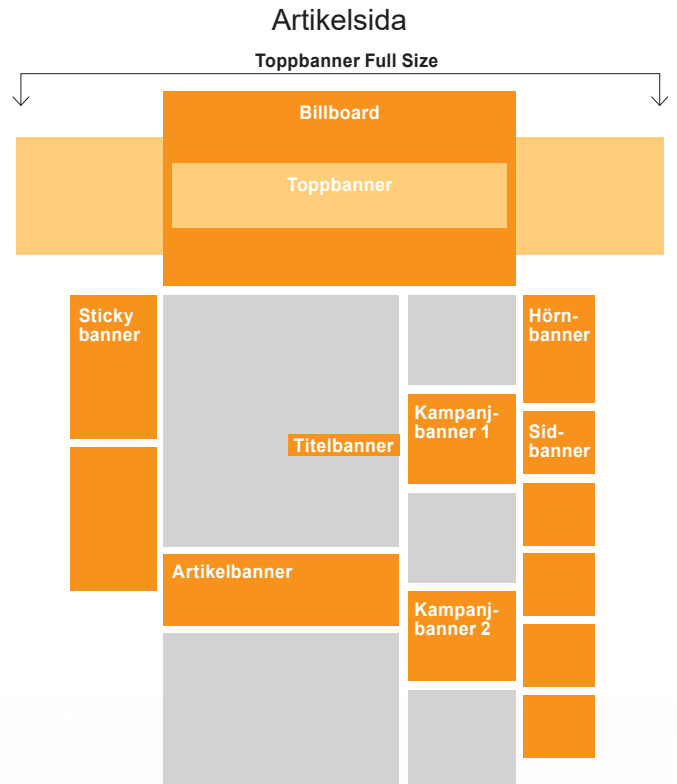 Artikelsida
Toppbanner Full Size
Billboard
Toppbanner
Sticky
banner
Hörn-
banner
Kampanj-
banner 1
Sid-
banner
Titelbanner
Artikelbanner
Kampanj-
banner 2